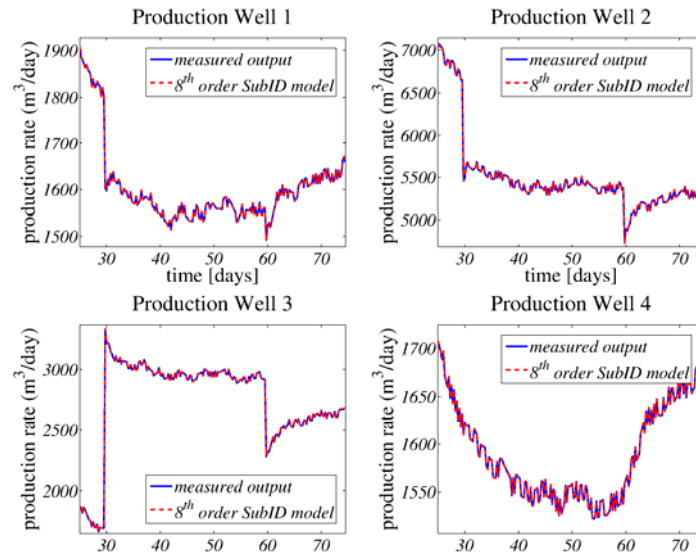 Production Well 1
production rate (m³/day)
1900
1800
1700
1600
1500
measured output
8th order SubID model
30 40 50 60 70
time [days]
Production Well 2
production rate (m³/day)
7000
6500
6000
5500
5000
measured output
8th order SubID model
30 40 50 60 70
time [days]
Production Well 3
production rate (m³/day)
3000
2500
2000
measured output
8th order SubID model
30 40 50 60 70
Production Well 4
production rate (m³/day)
1700
1650
1600
1550
measured output
8th order SubID model
30 40 50 60 70